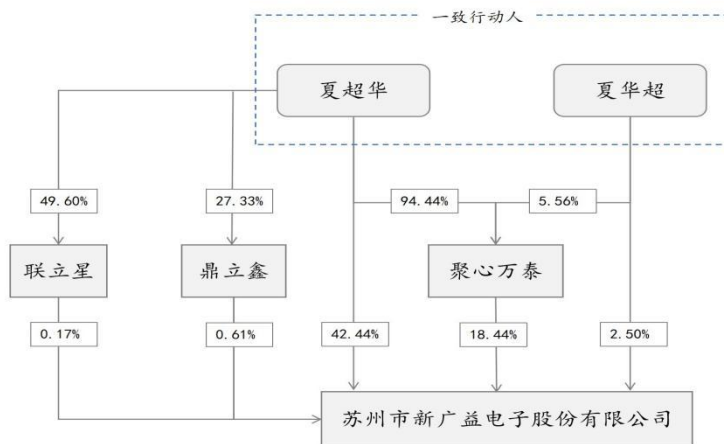 一致行动人
夏超华
夏华超
49.60%
27.33%
94.44%
5.56%
联立星
鼎立鑫
聚心万泰
0.17%
0.61%
42.44%
18.44%
2.50%
苏州市新广益电子股份有限公司